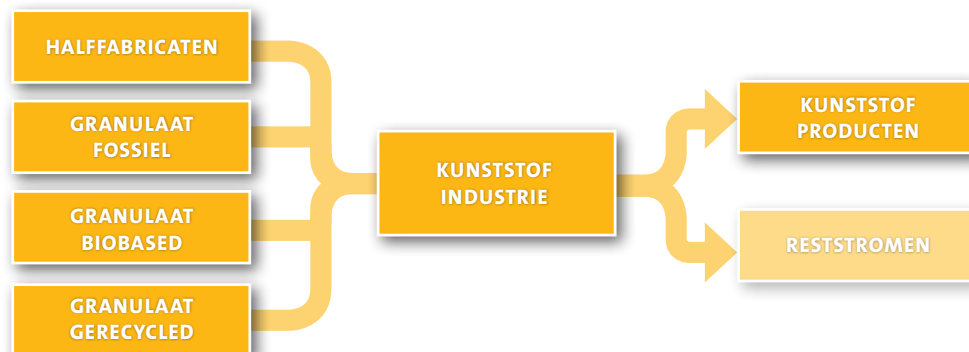 HALFFABRICATEN
GRANULAAT
FOSSIEL
GRANULAAT
BIOBASED
GRANULAAT
GERECYCLED
KUNSTSTOF
INDUSTRIE
KUNSTSTOF
PRODUCTEN
RESTSTROMEN